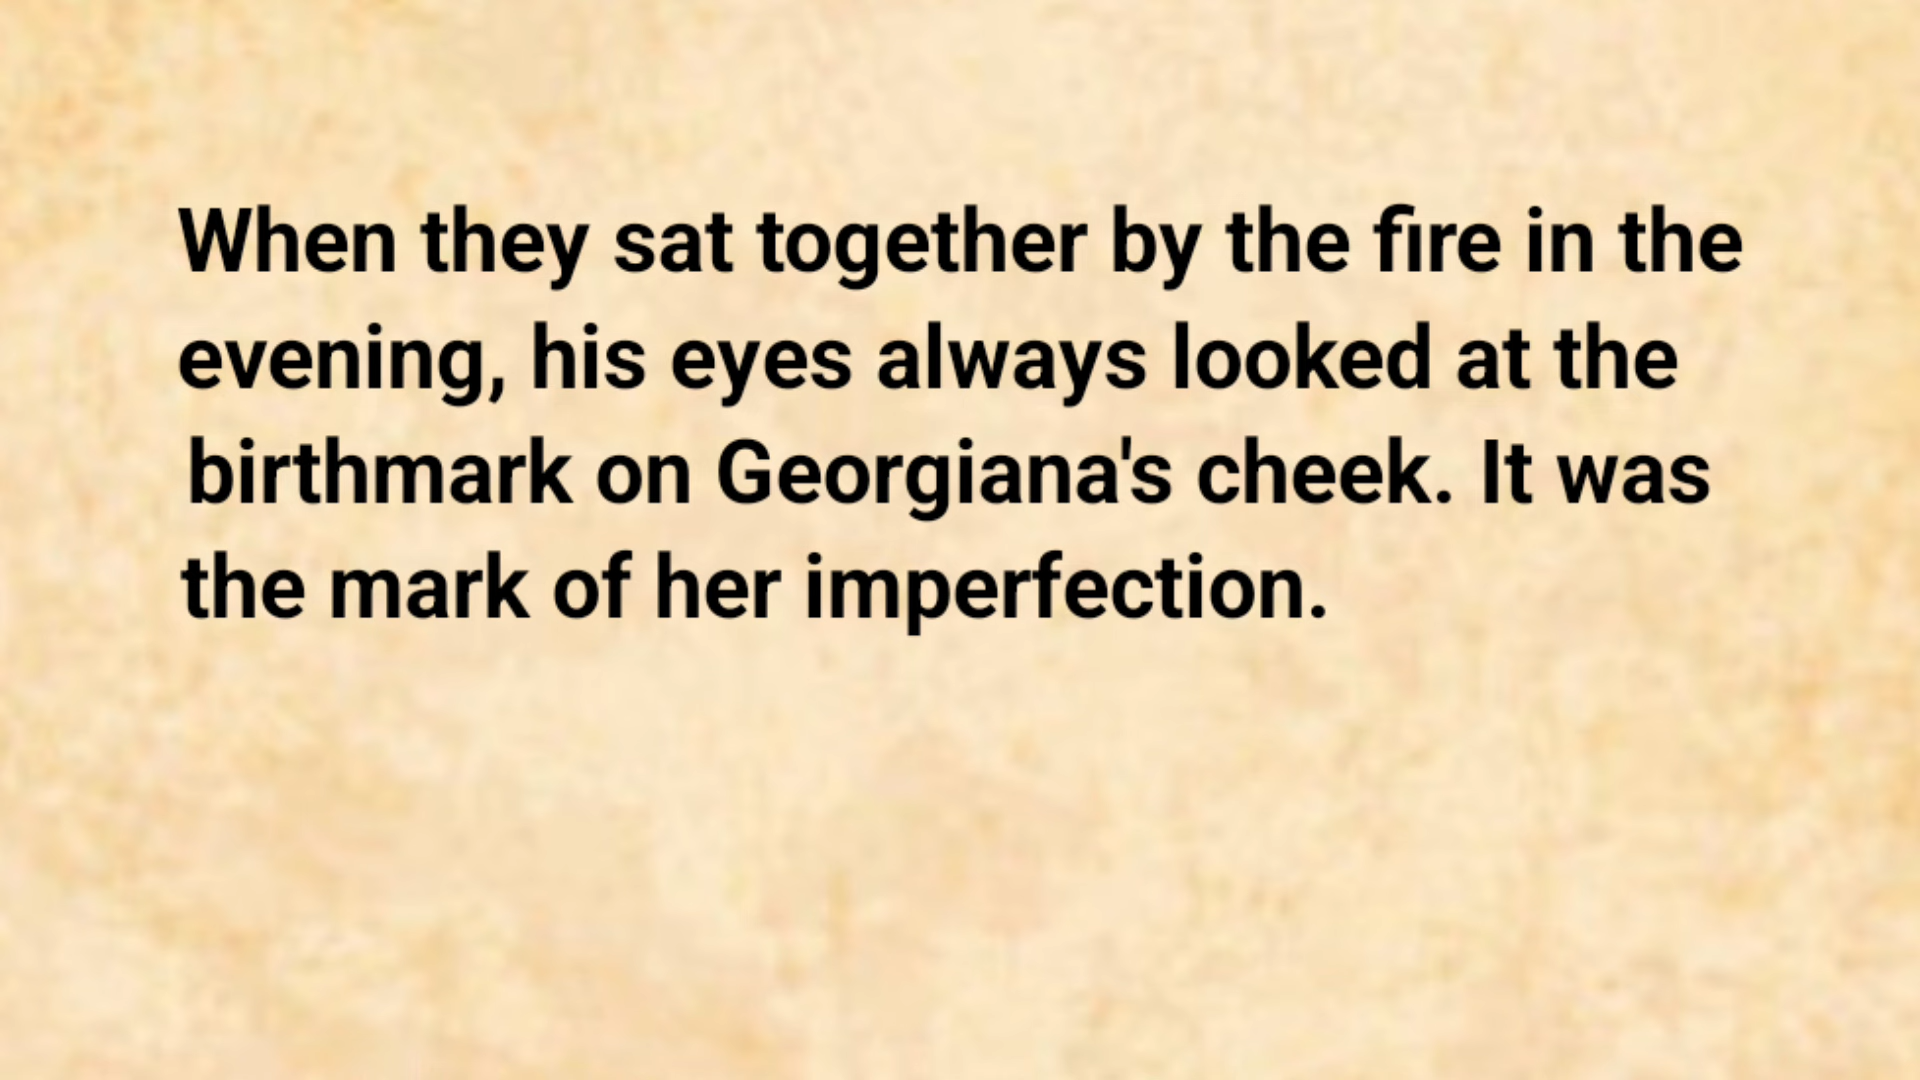 When they sat together by the fire in the
evening, his eyes always looked at the
birthmark on Georgiana's cheek. It was
the mark of her imperfection.